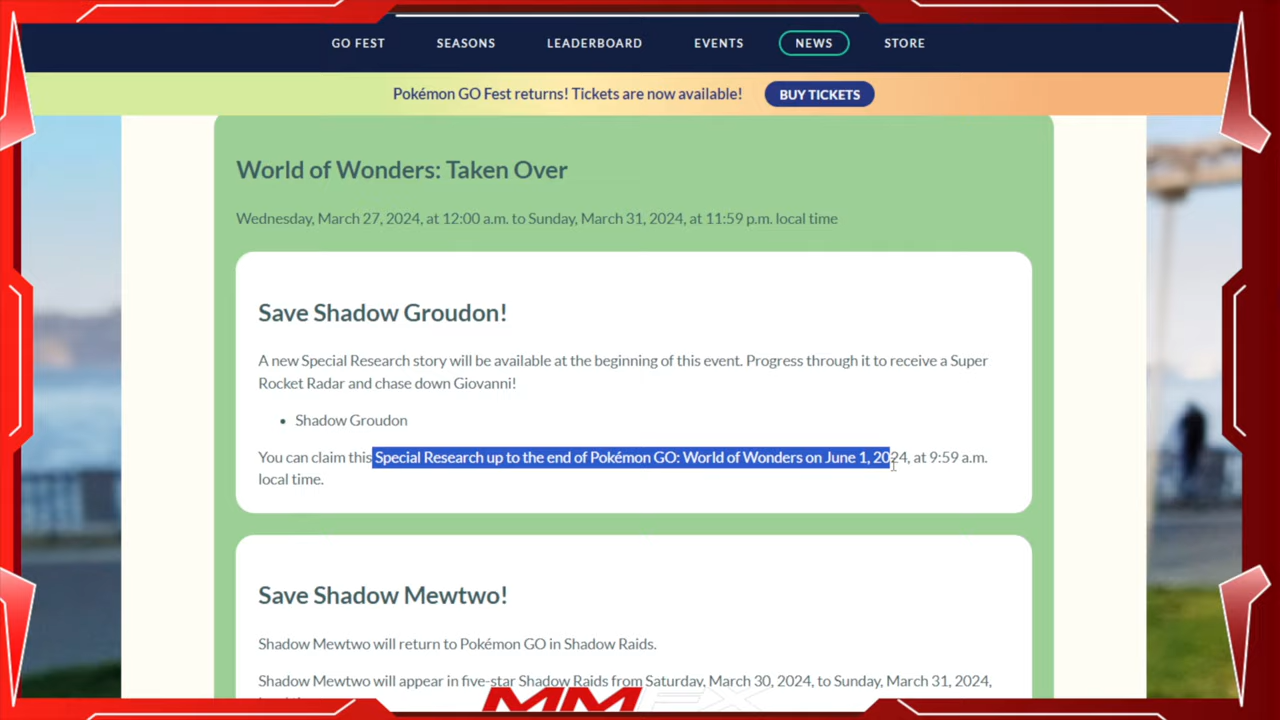 GO FEST SEASONS LEADERBOARD EVENTS NEWS STORE
Pokémon GO Fest returns! Tickets are now available! BUY TICKETS
World of Wonders: Taken Over
Wednesday, March 27, 2024, at 12:00 a.m. to Sunday, March 31, 2024, at 11:59 p.m. local time
Save Shadow Groudon!
A new Special Research story will be available at the beginning of this event. Progress through it to receive a Super
Rocket Radar and chase down Giovanni!
• Shadow Groudon
You can claim this Special Research up to the end of Pokémon GO: World of Wonders on June 1, 2024, at 9:59 a.m.
local time.
Save Shadow Mewtwo!
Shadow Mewtwo will return to Pokémon GO in Shadow Raids.
Shadow Mewtwo will appear in five-star Shadow Raids from Saturday, March 30, 2024, to Sunday, March 31, 2024,